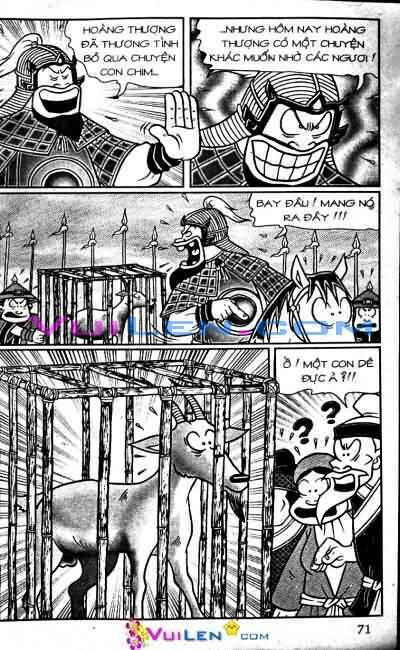 HOÀNG THƯỢNG
ĐÃ THƯƠNG TÌNH
BỎ QUA CHUYỆN
CON CHIM...
...NHƯNG HÔM NAY HOÀNG
THƯỢNG CÓ MỘT CHUYỆN
KHÁC MUỐN NHỜ CÁC NGƯƠI !
BAY ĐÂU ! MANG NÓ
RA ĐÂY !!!
VUILEN.COM
Ồ ! MỘT CON DÊ
ĐỰC À ?!!
? ?
71
VUILEN.COM